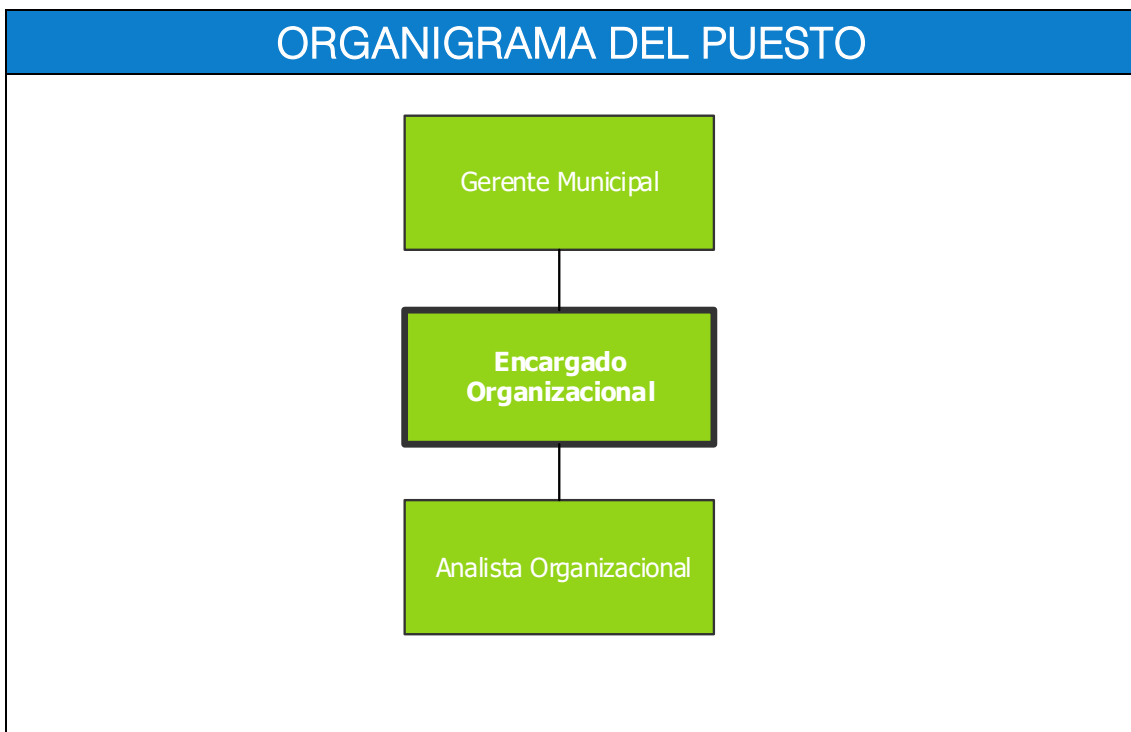 ORGANIGRAMA DEL PUESTO
Gerente Municipal
Encargado
Organizacional
Analista Organizacional